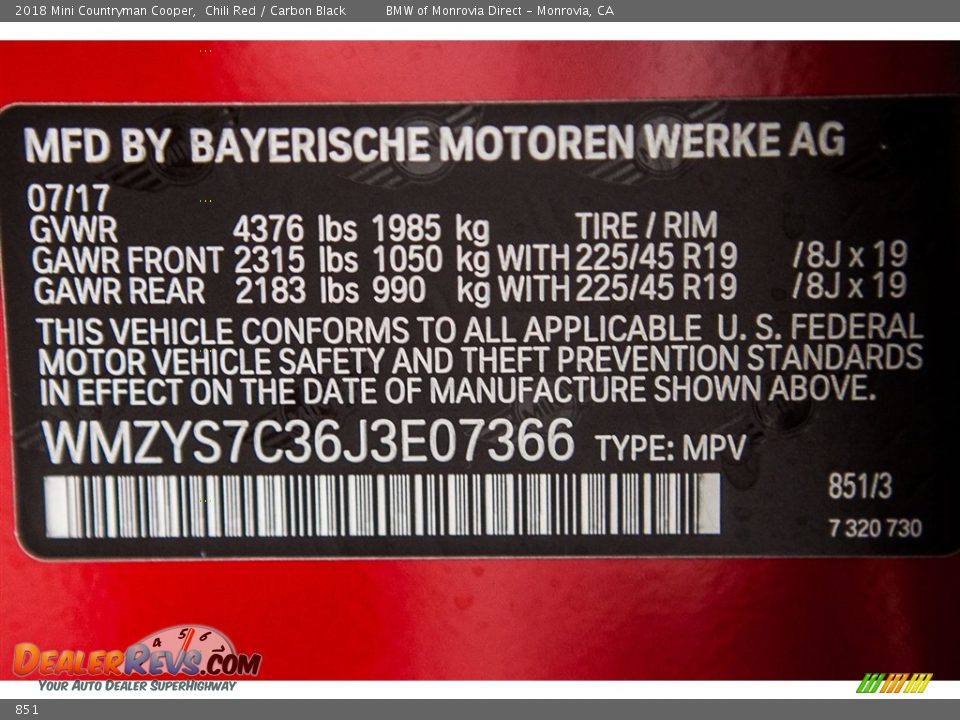 2018 Mini Countryman Cooper, Chili Red / Carbon Black BMW of Monrovia Direct - Monrovia, CA
MFD BY BAYERISCHE MOTOREN WERKE AG
07/17
GVWR 4376 lbs 1985 kg TIRE / RIM
GAWR FRONT 2315 lbs 1050 kg WITH 225/45 R19 /8J x 19
GAWR REAR 2183 lbs 990 kg WITH 225/45 R19 /8J x 19
THIS VEHICLE CONFORMS TO ALL APPLICABLE U. S. FEDERAL
MOTOR VEHICLE SAFETY AND THEFT PREVENTION STANDARDS
IN EFFECT ON THE DATE OF MANUFACTURE SHOWN ABOVE.
WMZYS7C36J3E07366 TYPE: MPV
851/3
7 320 730
4 5 6
DEALERREVS.COM
YOUR AUTO DEALER SUPERHIGHWAY
851